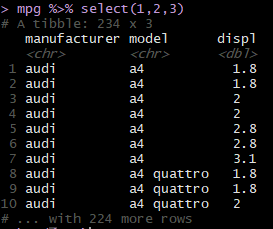 > mpg %>% select(1,2,3)
# A tibble: 234 x 3
   manufacturer model      displ
   <chr>        <chr>      <dbl>
 1 audi         a4           1.8
 2 audi         a4           1.8
 3 audi         a4           2
 4 audi         a4           2
 5 audi         a4           2.8
 6 audi         a4           2.8
 7 audi         a4           3.1
 8 audi         a4 quattro   1.8
 9 audi         a4 quattro   1.8
10 audi         a4 quattro   2
# ... with 224 more rows